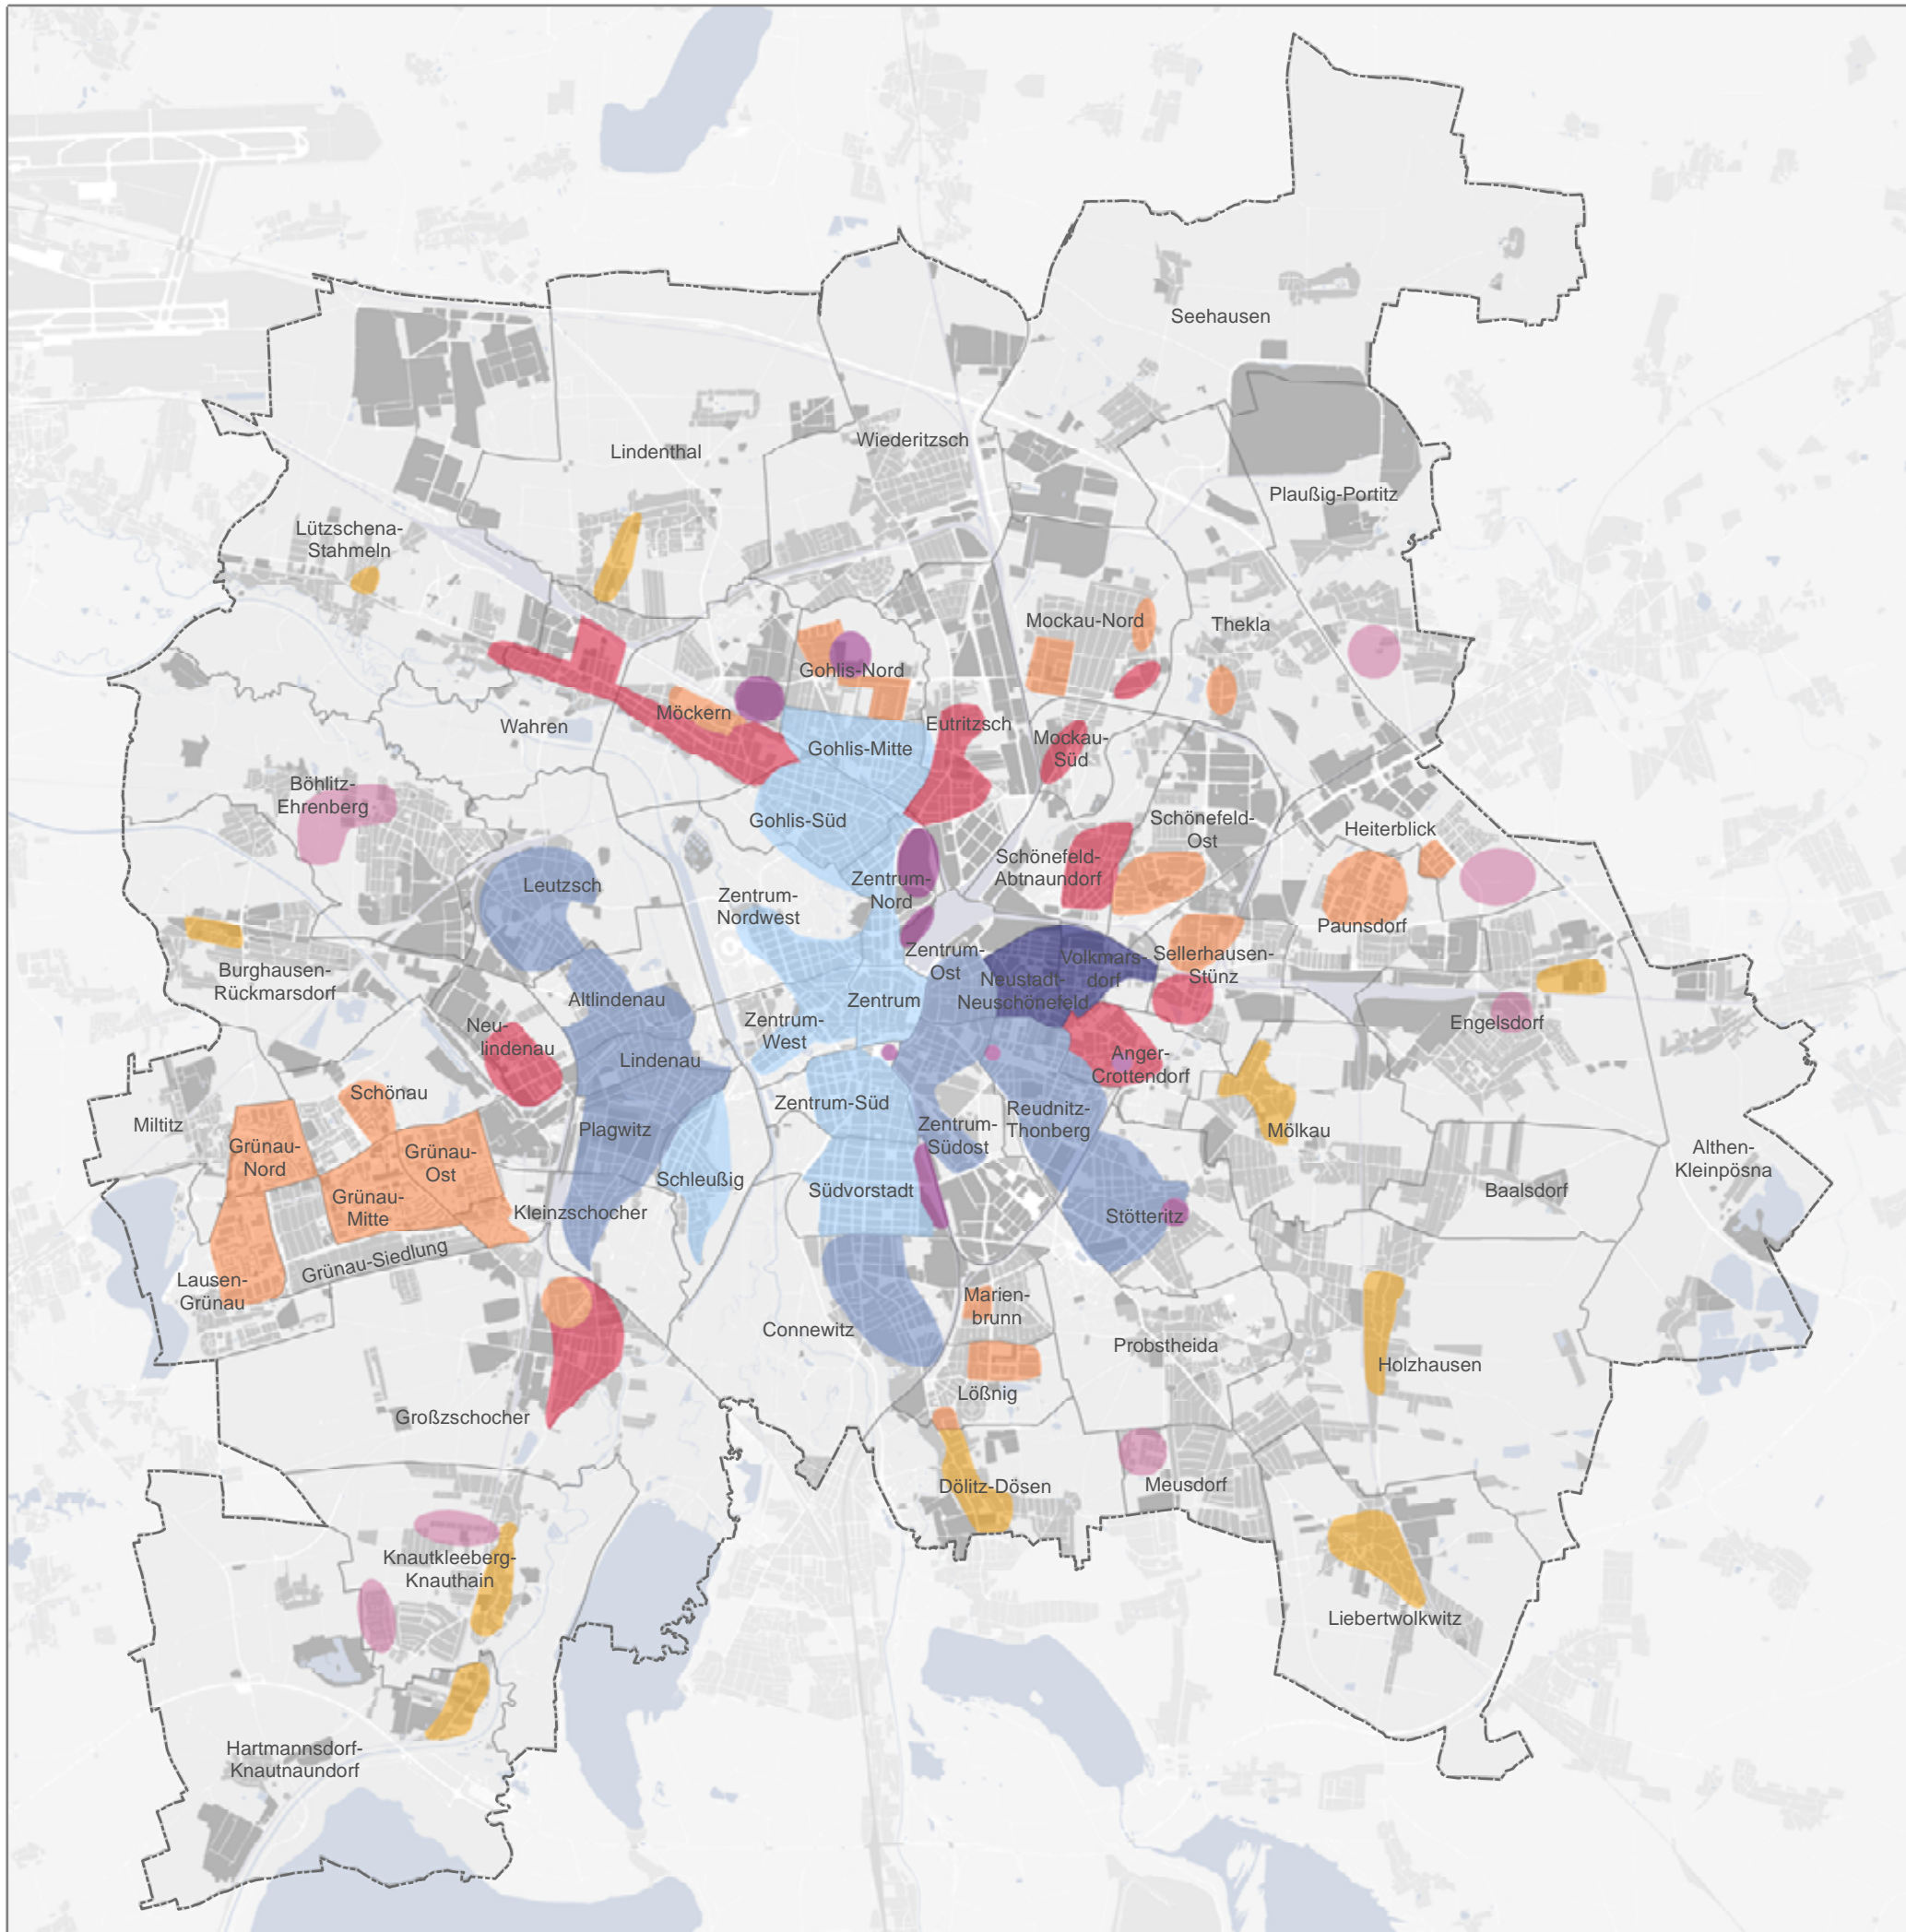 Seehausen
Wiederitzsch
Lindenthal
Plaußig-Portitz
Lützschena-
Stahmeln
Mockau-Nord
Thekla
Gohlis-Nord
Möckern
Wahren
Eutritzsch
Mockau-
Süd
Gohlis-Mitte
Böhlitz-
Ehrenberg
Gohlis-Süd
Schönefeld-
Ost
Heiterblick
Schönefeld-
Abtnaundorf
Leutzsch
Zentrum-
Nord
Zentrum-
Nordwest
Paunsdorf
Zentrum-
Ost
Volkmars-
dorf
Sellerhausen-
Stünz
Burghausen-
Rückmarsdorf
Neustadt-
Neuschönefeld
Altlindenau
Zentrum
Zentrum-
West
Engelsdorf
Neu-
lindenau
Lindenau
Anger-
Crottendorf
Schönau
Zentrum-Süd
Reudnitz-
Thonberg
Miltitz
Plagwitz
Zentrum-
Südost
Mölkau
Grünau-
Nord
Grünau-
Ost
Althen-
Kleinpösna
Schleußig
Südvorstadt
Baalsdorf
Grünau-
Mitte
Kleinzschocher
Stötteritz
Grünau-Siedlung
Lausen-
Grünau
Marien-
brunn
Connewitz
Probstheida
Holzhausen
Lößnig
Großzschocher
Dölitz-Dösen
Meusdorf
Knautkleeberg-
Knauthain
Liebertwolkwitz
Hartmannsdorf-
Knautnaundorf